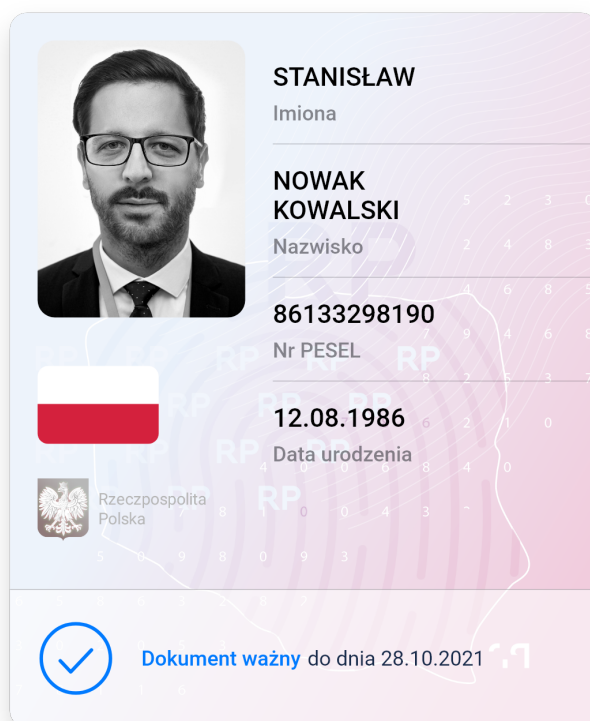 STANISŁAW
Imiona
NOWAK
KOWALSKI
Nazwisko
86133298190
Nr PESEL
12.08.1986
Data urodzenia
Rzeczpospolita
Polska
Dokument ważny do dnia 28.10.2021